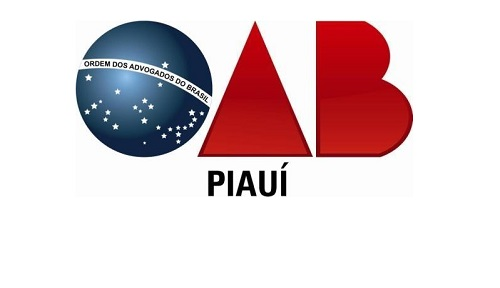 OAB
ORDEM DOS ADVOGADOS DO BRASIL
PIAUÍ